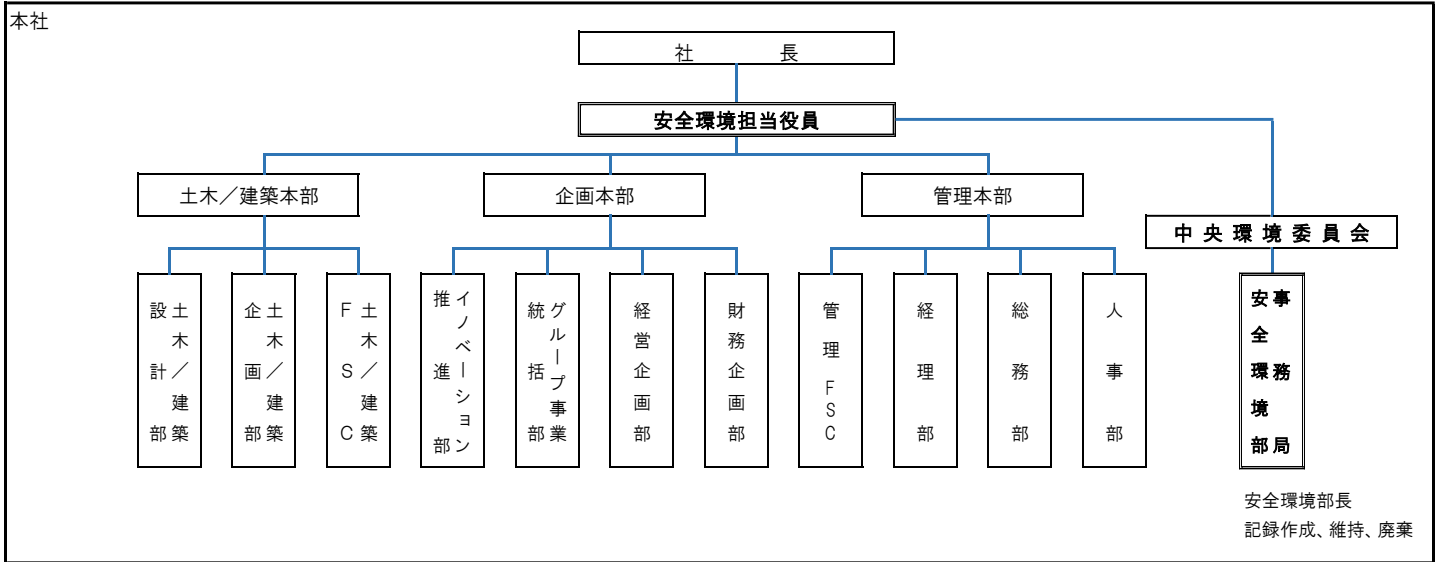 本社
社長
安全環境担当役員
土木／建築本部
企画本部
管理本部
中央環境委員会
土木／建築
設計部
土木／建築
企画部
土木／建築
ＦＳＣ
イノベーション
推進部
グループ事業
統括部
経営企画部
財務企画部
管理FSC
経理部
総務部
人事部
事務局
安全環境部
安全環境部長
記録作成、維持、廃棄